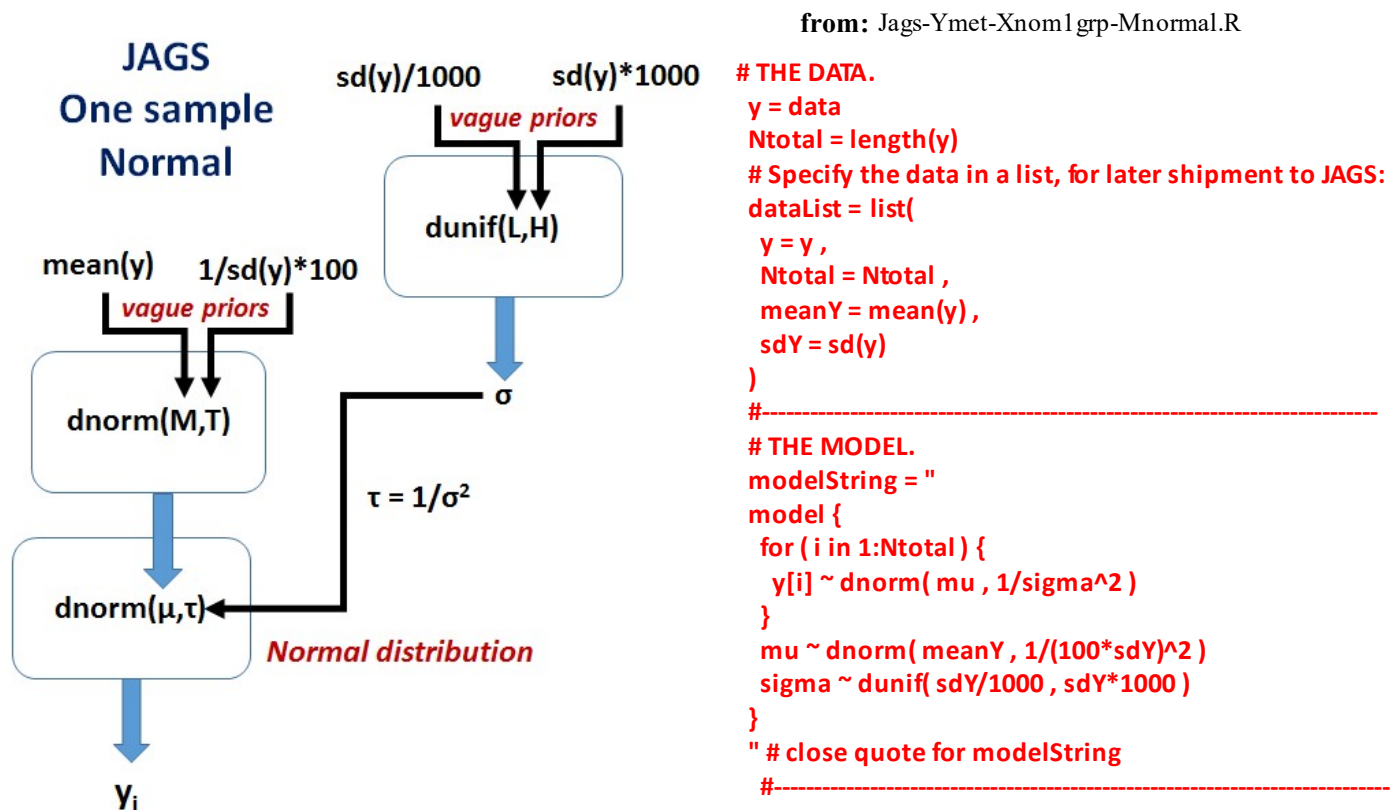 JAGS
One sample
Normal
sd(y)/1000 sd(y)*1000
vague priors
dunif(L,H)
mean(y) 1/sd(y)*100
vague priors
dnorm(M,T)
σ
τ = 1/σ²
dnorm(μ,τ)
Normal distribution
yᵢ
from: Jags-Ymet-Xnom1grp-Mnormal.R
# THE DATA.
y = data
Ntotal = length(y)
# Specify the data in a list, for later shipment to JAGS:
dataList = list(
y = y ,
Ntotal = Ntotal ,
meanY = mean(y) ,
sdY = sd(y)
)
#------------------------------------------------------------------------------
# THE MODEL.
modelString = "
model {
for ( i in 1:Ntotal ) {
y[i] ~ dnorm( mu , 1/sigma^2 )
}
mu ~ dnorm( meanY , 1/(100*sdY)^2 )
sigma ~ dunif( sdY/1000 , sdY*1000 )
}
" # close quote for modelString
#------------------------------------------------------------------------------